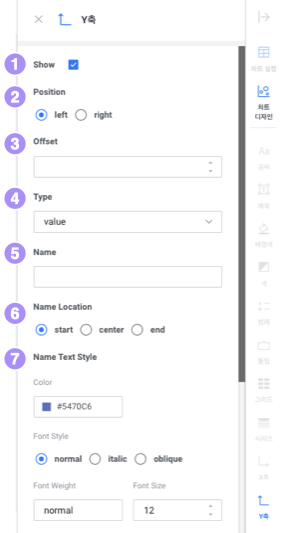 Y축
1 Show
2 Position
left right
3 Offset
4 Type
value
5 Name
6 Name Location
start center end
7 Name Text Style
Color
#5470C6
Font Style
normal italic oblique
Font Weight Font Size
normal 12
차트 설정
차트
디자인
Aa
글씨
제목
배경색
색
범례
툴팁
그리드
X축
Y축